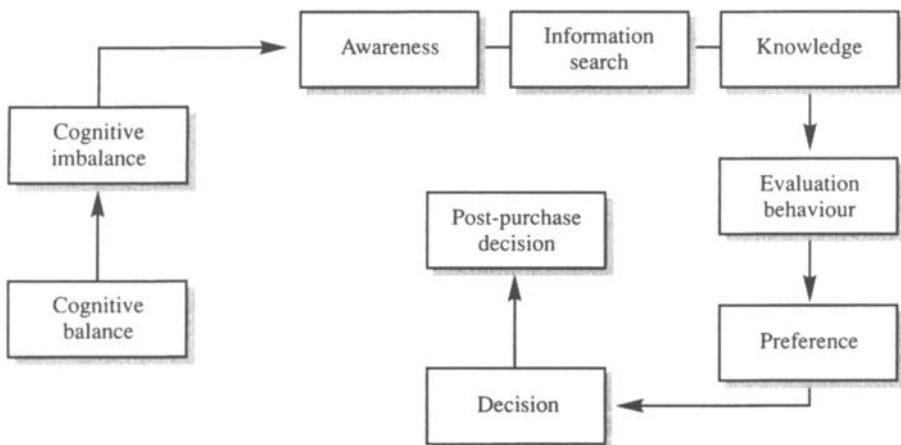 Awareness
Information
search
Knowledge
Cognitive
imbalance
Evaluation
behaviour
Post-purchase
decision
Cognitive
balance
Preference
Decision